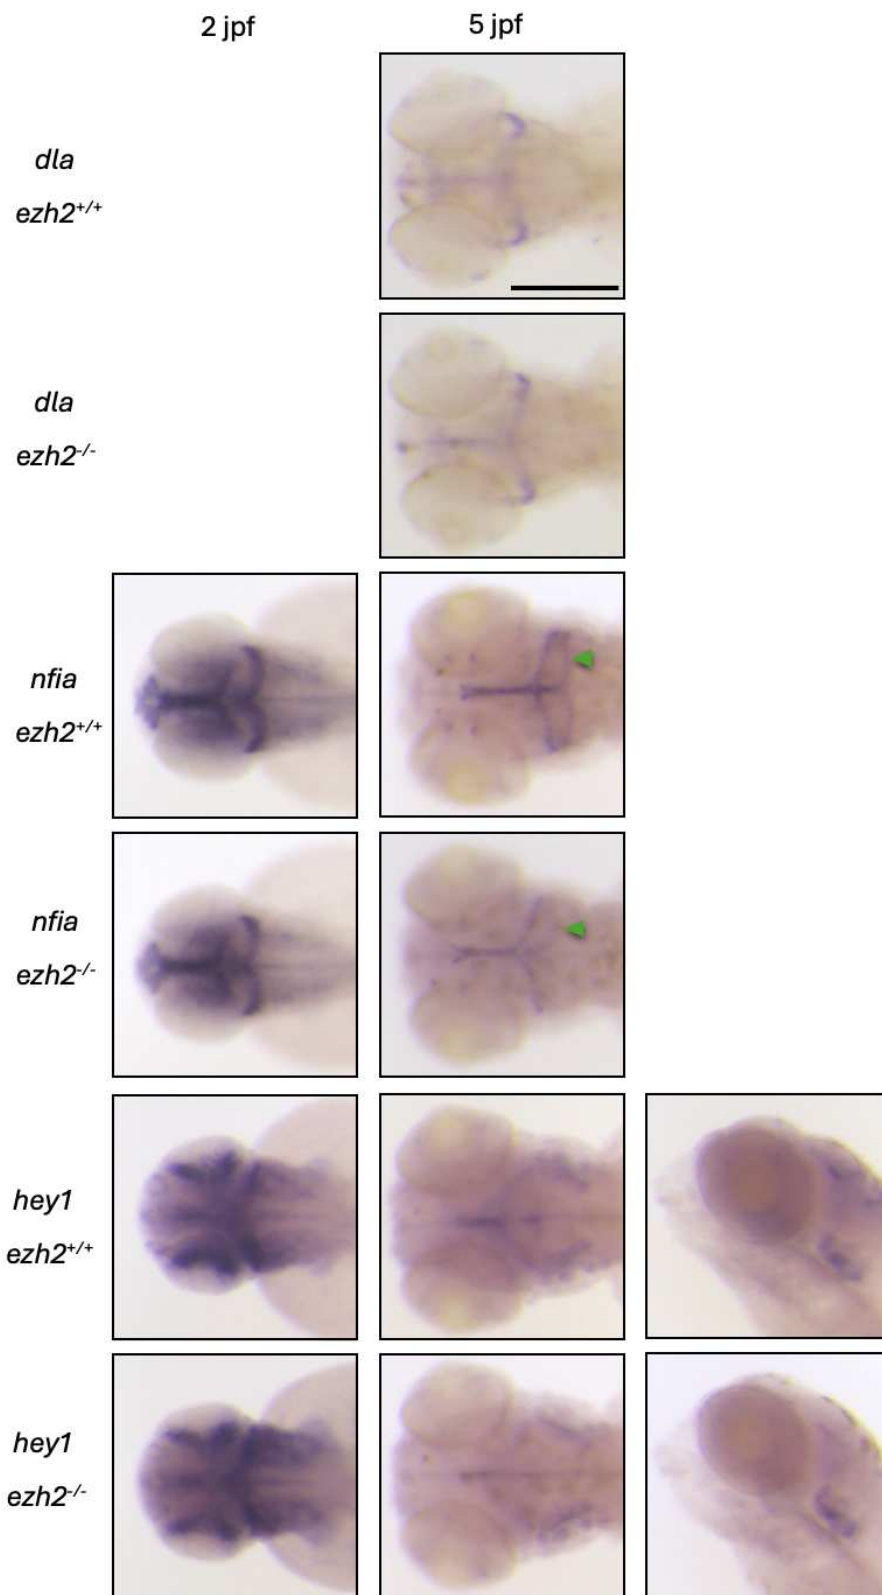 2 jpf 5 jpf
dla
ezh2+/+
dla
ezh2-/-
nfia
ezh2+/+
nfia
ezh2-/-
hey1
ezh2+/+
hey1
ezh2-/-